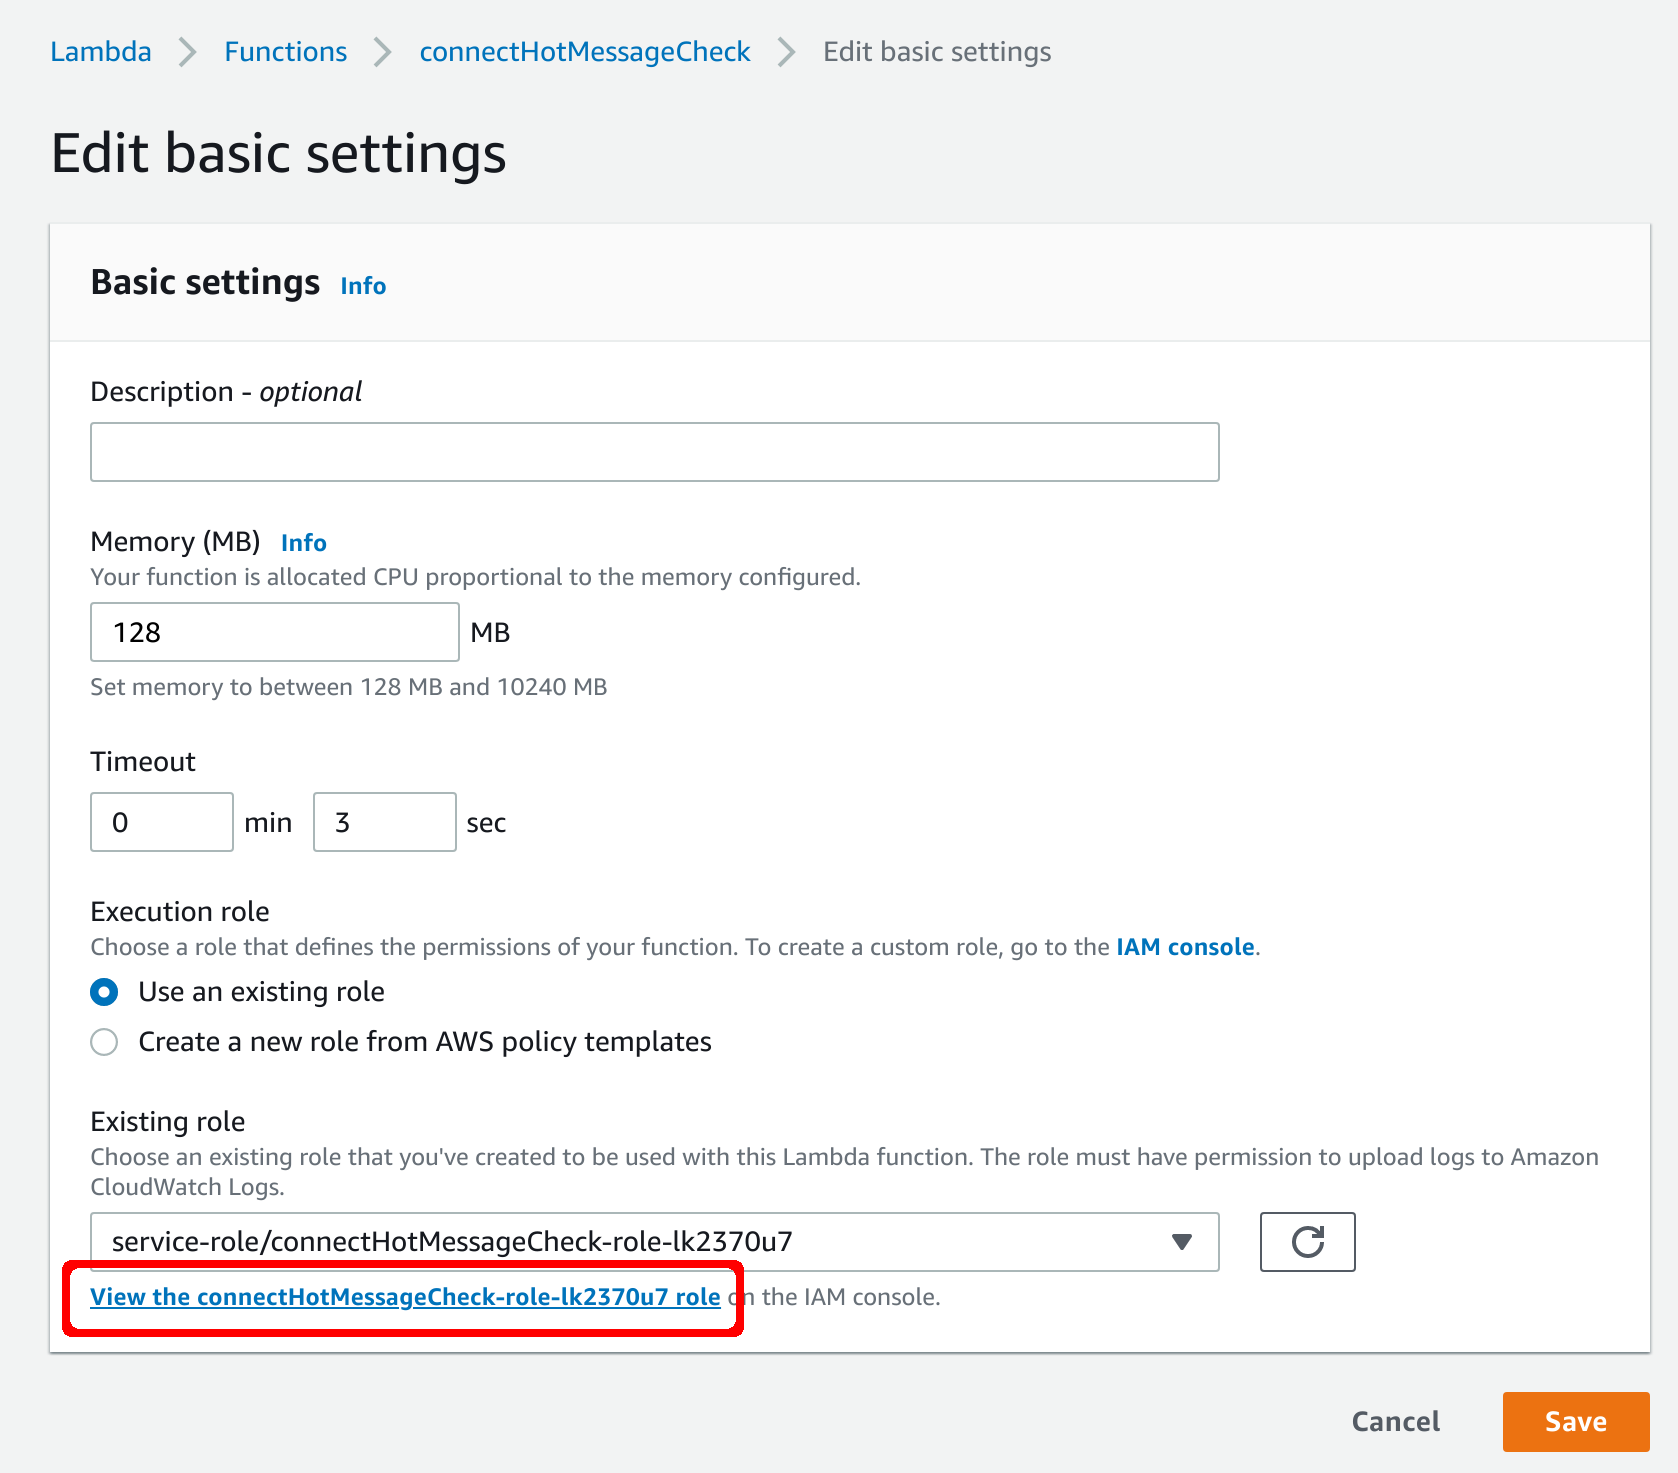 Lambda > Functions > connectHotMessageCheck > Edit basic settings
Edit basic settings
Basic settings Info
Description - optional
Memory (MB) Info
Your function is allocated CPU proportional to the memory configured.
128 MB
Set memory to between 128 MB and 10240 MB
Timeout
0 min 3 sec
Execution role
Choose a role that defines the permissions of your function. To create a custom role, go to the IAM console.
Use an existing role
Create a new role from AWS policy templates
Existing role
Choose an existing role that you've created to be used with this Lambda function. The role must have permission to upload logs to Amazon
CloudWatch Logs.
service-role/connectHotMessageCheck-role-lk2370u7
View the connectHotMessageCheck-role-lk2370u7 role on the IAM console.
Cancel Save